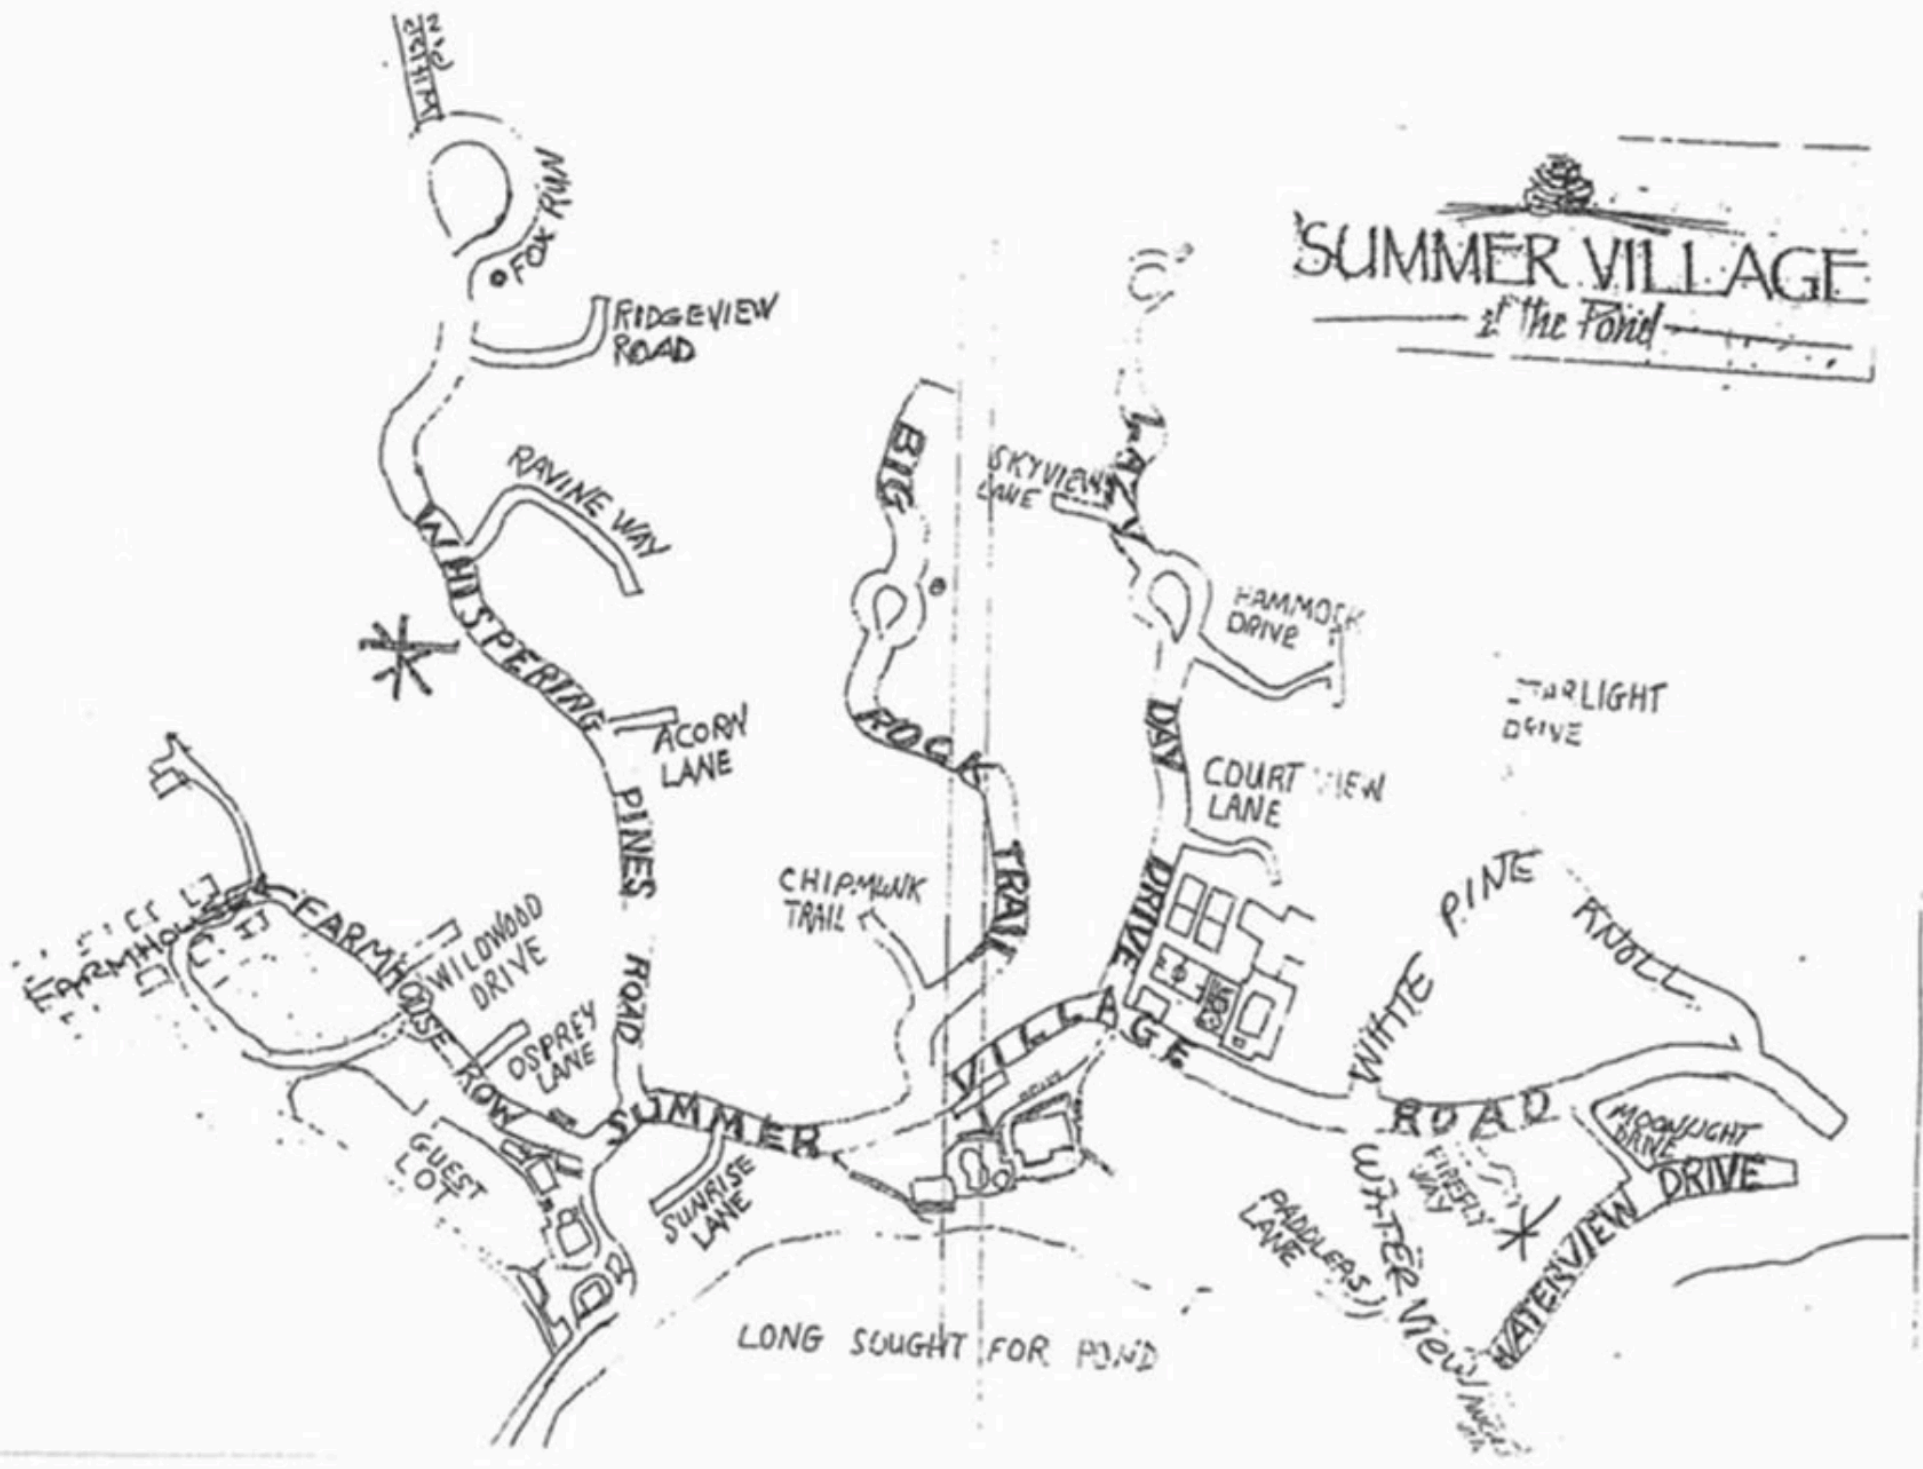 FOX RUN
RIDGEVIEW
ROAD
SUMMER VILLAGE
at the Pond
RAVINE WAY
WHISPERING
PINES
ROAD
ACORN
LANE
BIG
ROCK
TRAIL
SKYVIEW
LANE
LAZY
DAY
DRIVE
HAMMOCK
DRIVE
STARLIGHT
DRIVE
COURT VIEW
LANE
CHIPMUNK
TRAIL
WHITE PINE KNOLL
FARMHOUSE
FARMHOUSE
ROW
WILDWOOD
DRIVE
OSPREY
LANE
GUEST
LOT
SUMMER
VILLAGE
ROAD
SUNRISE
LANE
MOONLIGHT
DRIVE
FIREFLY
WAY
PADDLERS
LANE
WATERVIEW
WATERVIEW
DRIVE
LONG SOUGHT FOR POND